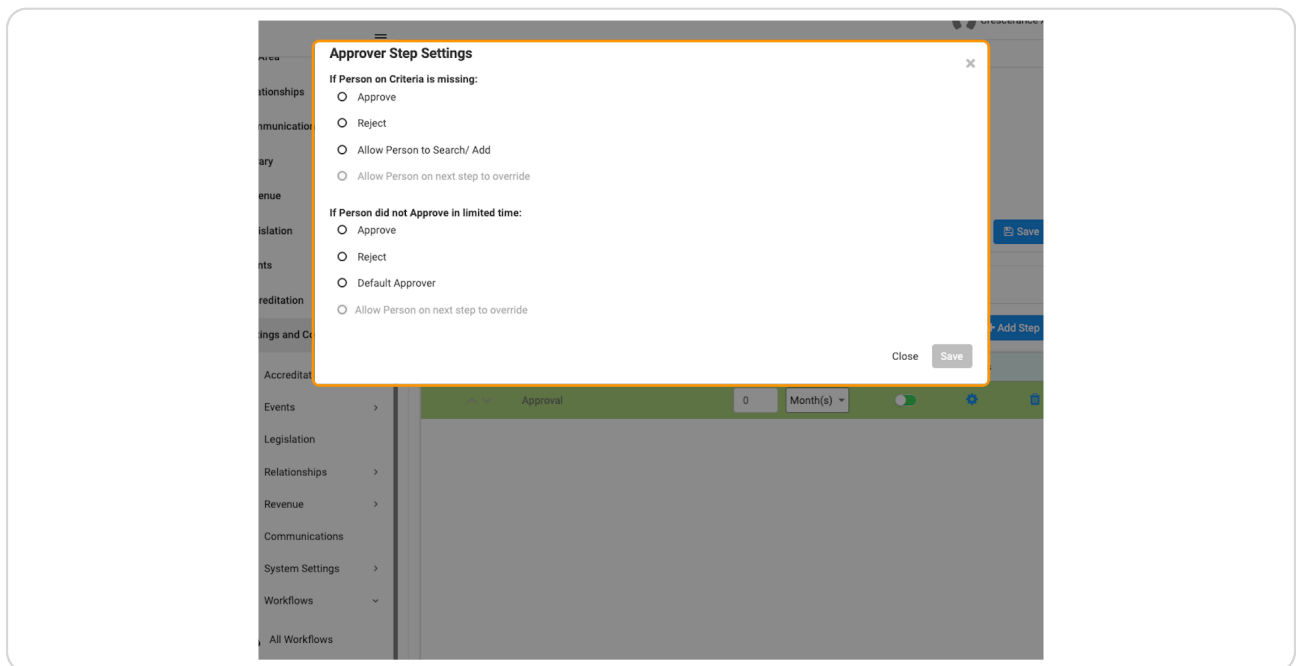 Approver Step Settings
If Person on Criteria is missing:
Approve
Reject
Allow Person to Search/ Add
Allow Person on next step to override
If Person did not Approve in limited time:
Approve
Reject
Default Approver
Allow Person on next step to override
Close Save
ationships
ary
enue
islation
Save
nts
reditation
Add Step
Accreditat
Approval 0 Month(s)
Events
Legislation
Relationships
Revenue
Communications
System Settings
Workflows
All Workflows